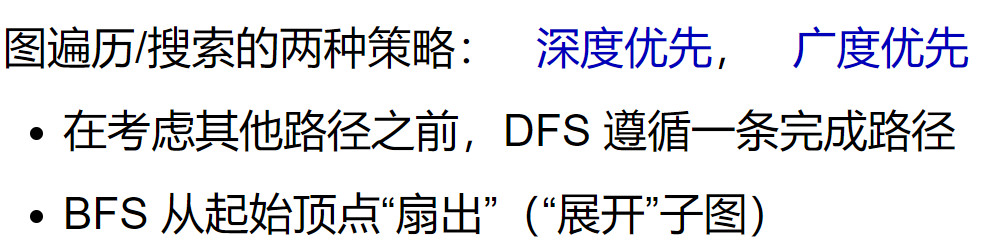 图遍历/搜索的两种策略： 深度优先， 广度优先
• 在考虑其他路径之前，DFS 遵循一条完成路径
• BFS 从起始顶点“扇出”（“展开”子图）